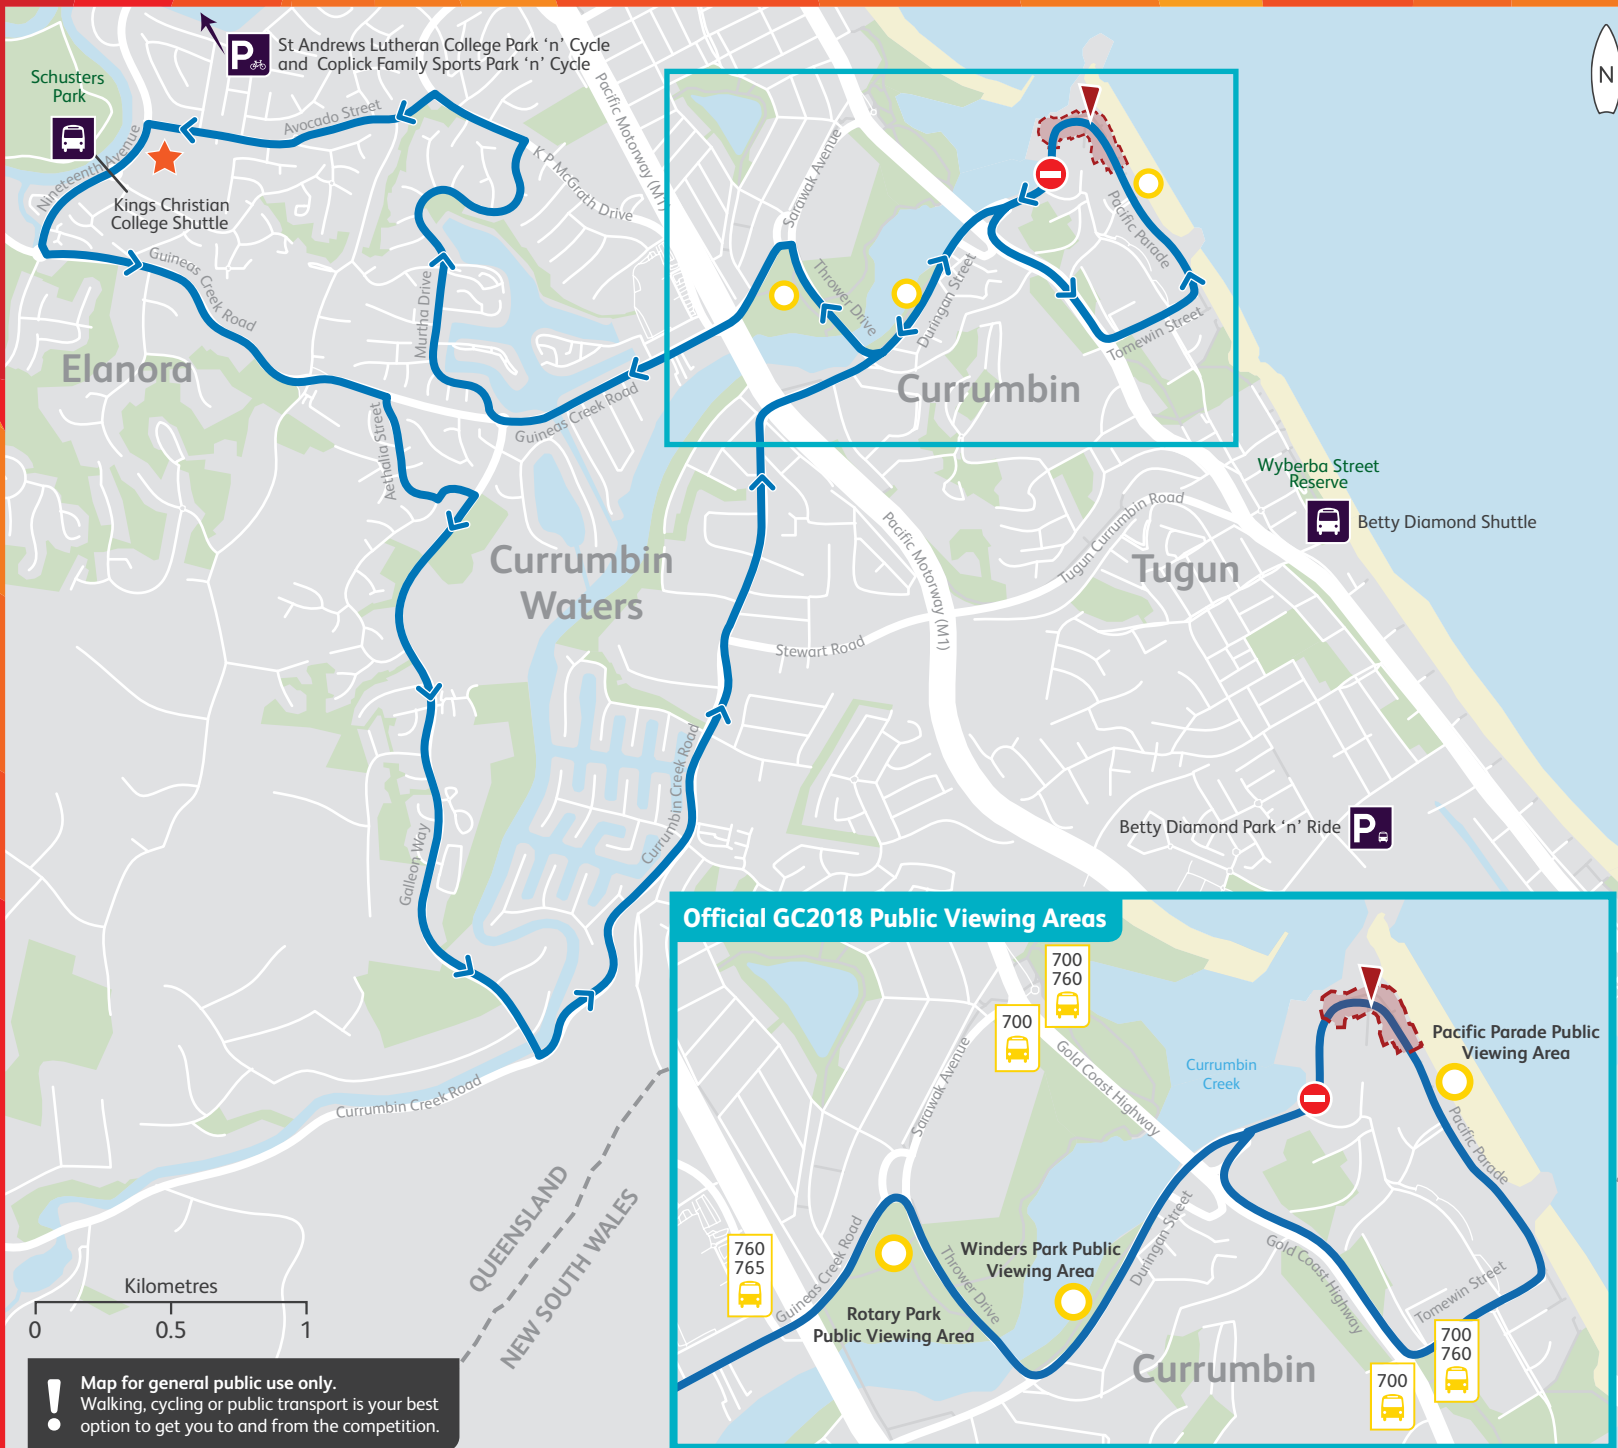 St Andrews Lutheran College Park ‘n’ Cycle
and Coplick Family Sports Park ‘n’ Cycle
P
N
Schusters
Park
Avocado Street
Nineteenth Avenue
Kings Christian
College Shuttle
Guineas Creek Road
K P McGrath Drive
Pacific Motorway (M1)
Sarawak Avenue
Thrower Drive
Duringan Street
Pacific Parade
Tomewin Street
Murtha Drive
Guineas Creek Road
Elanora
Currumbin
Aethalia Street
Currumbin
Waters
Pacific Motorway (M1)
Tugun Currumbin Road
Tugun
Wyberba Street
Reserve
Betty Diamond Shuttle
Stewart Road
Currumbin Creek Road
Galleon Way
Betty Diamond Park ‘n’ Ride
P
Currumbin Creek Road
QUEENSLAND
NEW SOUTH WALES
Kilometres
0 0.5 1
Map for general public use only.
Walking, cycling or public transport is your best
option to get you to and from the competition.
Official GC2018 Public Viewing Areas
700
760
700
Gold Coast Highway
Sarawak Avenue
Currumbin
Creek
Pacific Parade Public
Viewing Area
Pacific Parade
760
765
Guineas Creek Road
Rotary Park
Public Viewing Area
Thrower Drive
Winders Park Public
Viewing Area
Duringan Street
Gold Coast Highway
Tomewin Street
Currumbin
700
760
700